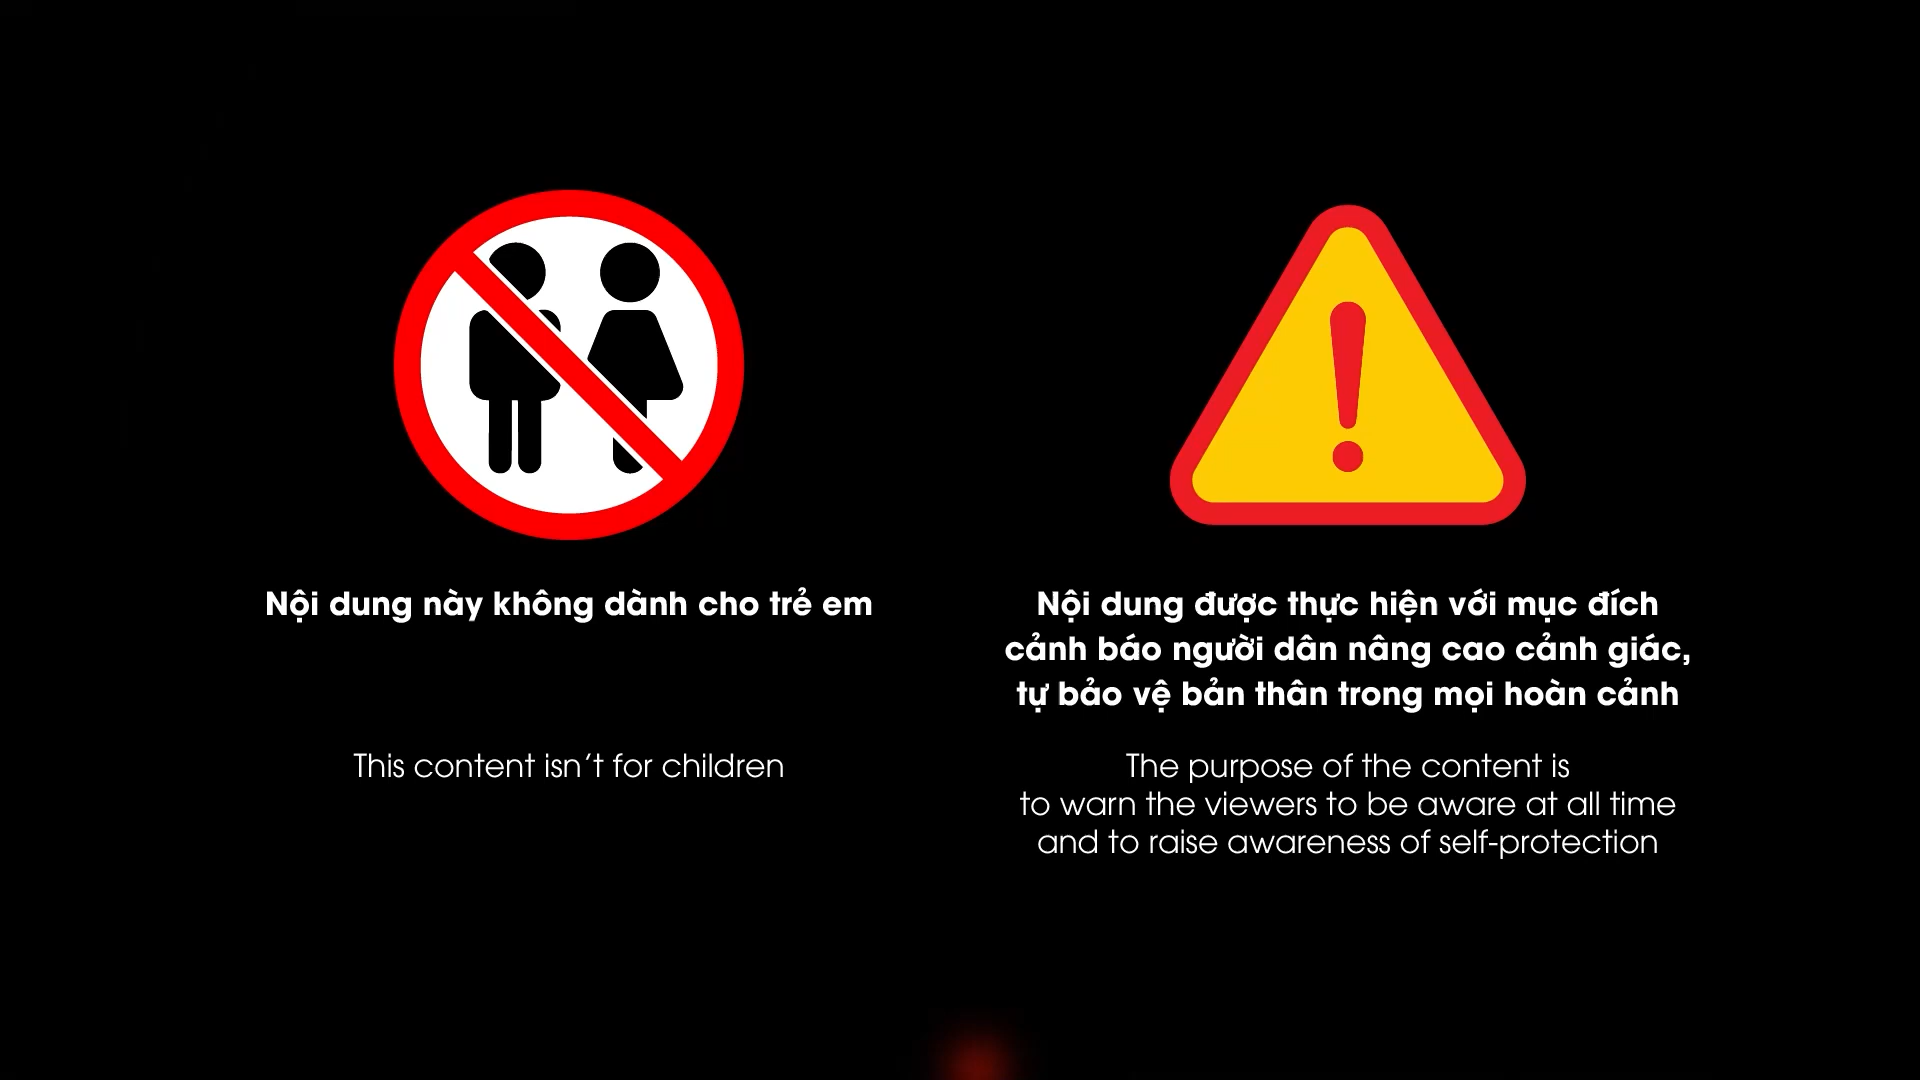 Nội dung này không dành cho trẻ em
This content isn't for children
Nội dung được thực hiện với mục đích
cảnh báo người dân nâng cao cảnh giác,
tự bảo vệ bản thân trong mọi hoàn cảnh
The purpose of the content is
to warn the viewers to be aware at all time
and to raise awareness of self-protection